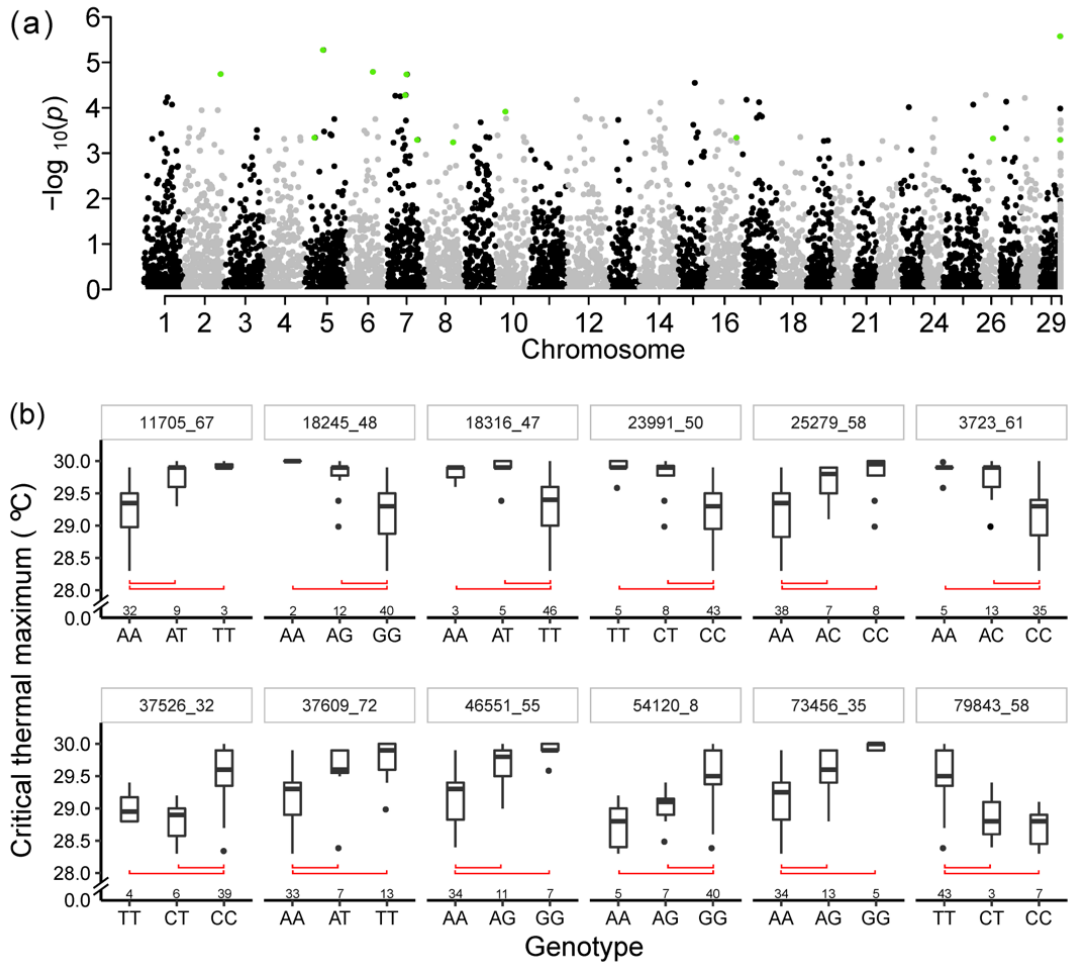 (a)
6
5
4
3
2
1
0
−log 10(p)
1 2 3 4 5 6 7 8 10 12 14 16 18 21 24 26 29
Chromosome
(b)
11705_67 18245_48 18316_47 23991_50 25279_58 3723_61
30.0
29.5
29.0
28.5
28.0
0.0
32 9 3 2 12 40 3 5 46 5 8 43 38 7 8 5 13 35
AA AT TT AA AG GG AA AT TT TT CT CC AA AC CC AA AC CC
Critical thermal maximum (℃)
37526_32 37609_72 46551_55 54120_8 73456_35 79843_58
30.0
29.5
29.0
28.5
28.0
0.0
4 6 39 33 7 13 34 11 7 5 7 40 34 13 5 43 3 7
TT CT CC AA AT TT AA AG GG AA AG GG AA AG GG TT CT CC
Genotype